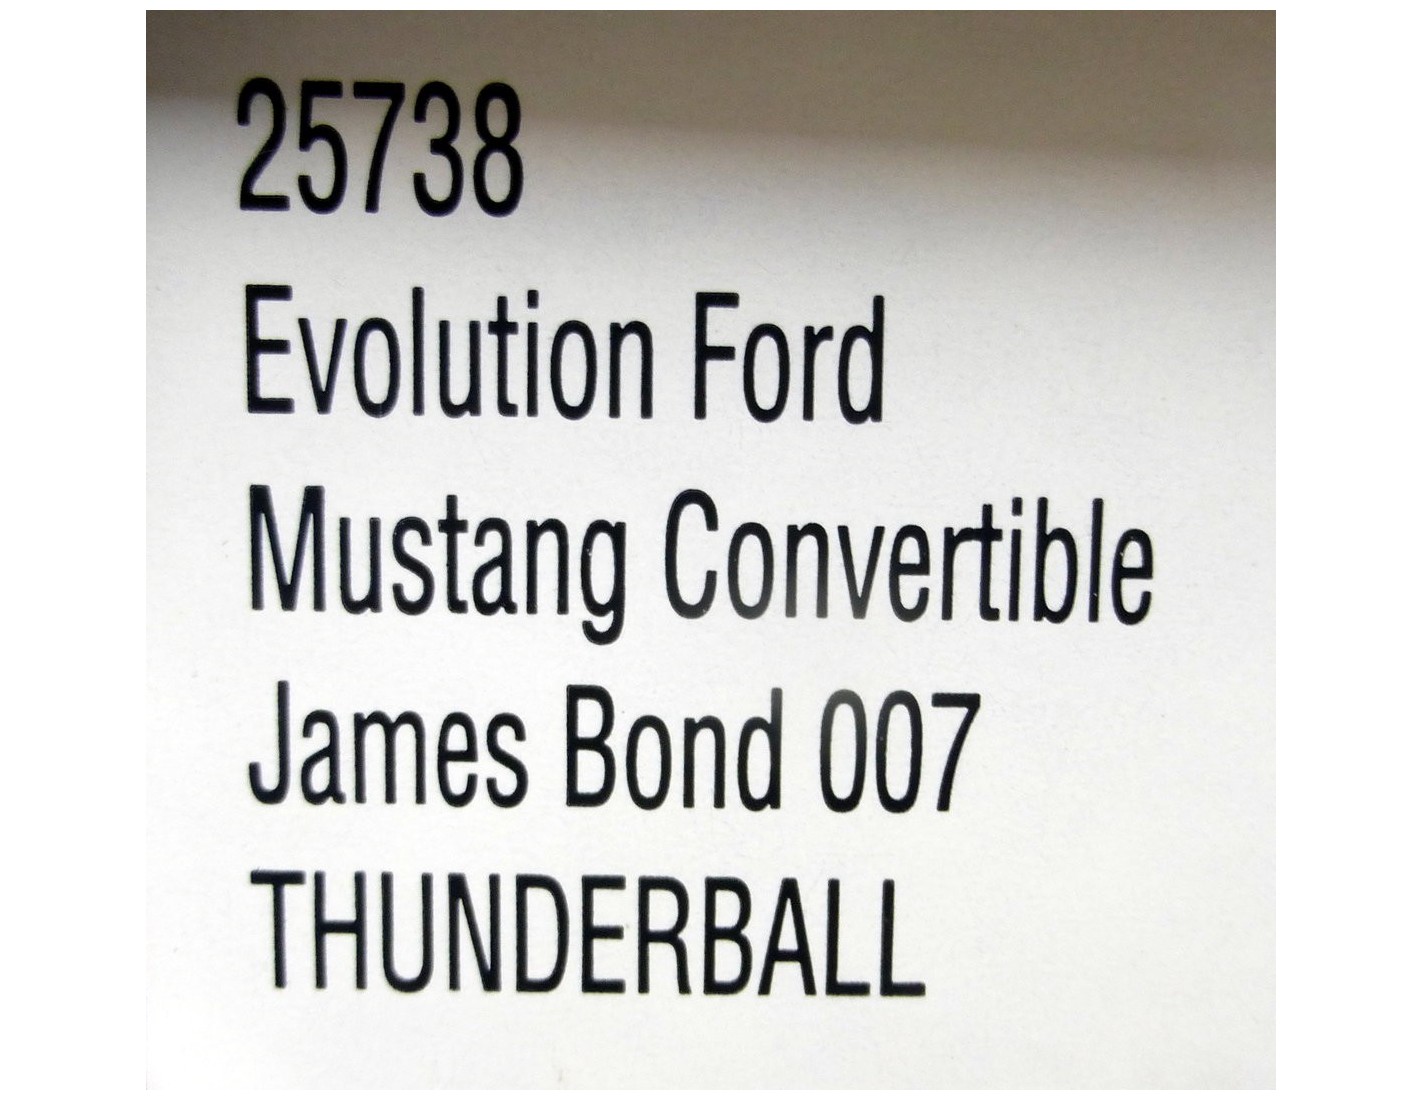 25738
Evolution Ford
Mustang Convertible
James Bond 007
THUNDERBALL